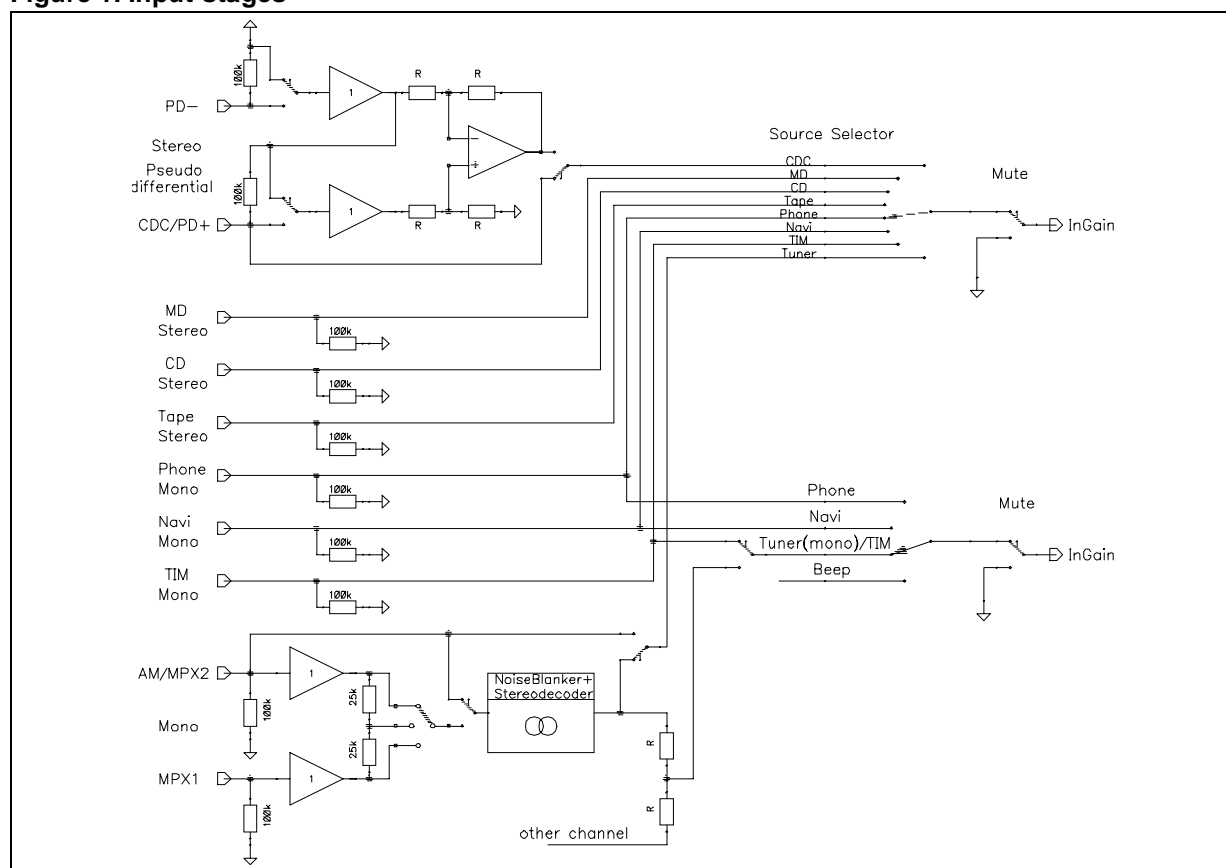 Figure 1. Input stages
100k
R
R
1
PD-
Stereo
Pseudo
differential
100k
1
R
R
CDC/PD+
Source Selector
CDC
MD
CD
Tape
Phone
Navi
TIM
Tuner
Mute
InGain
MD
Stereo
100k
CD
Stereo
100k
Tape
Stereo
100k
Phone
Mono
100k
Navi
Mono
100k
TIM
Mono
100k
Phone
Navi
Tuner(mono)/TIM
Beep
Mute
InGain
AM/MPX2
1
100k
25k
Mono
25k
NoiseBlanker+
Stereodecoder
MPX1
1
100k
R
R
other channel